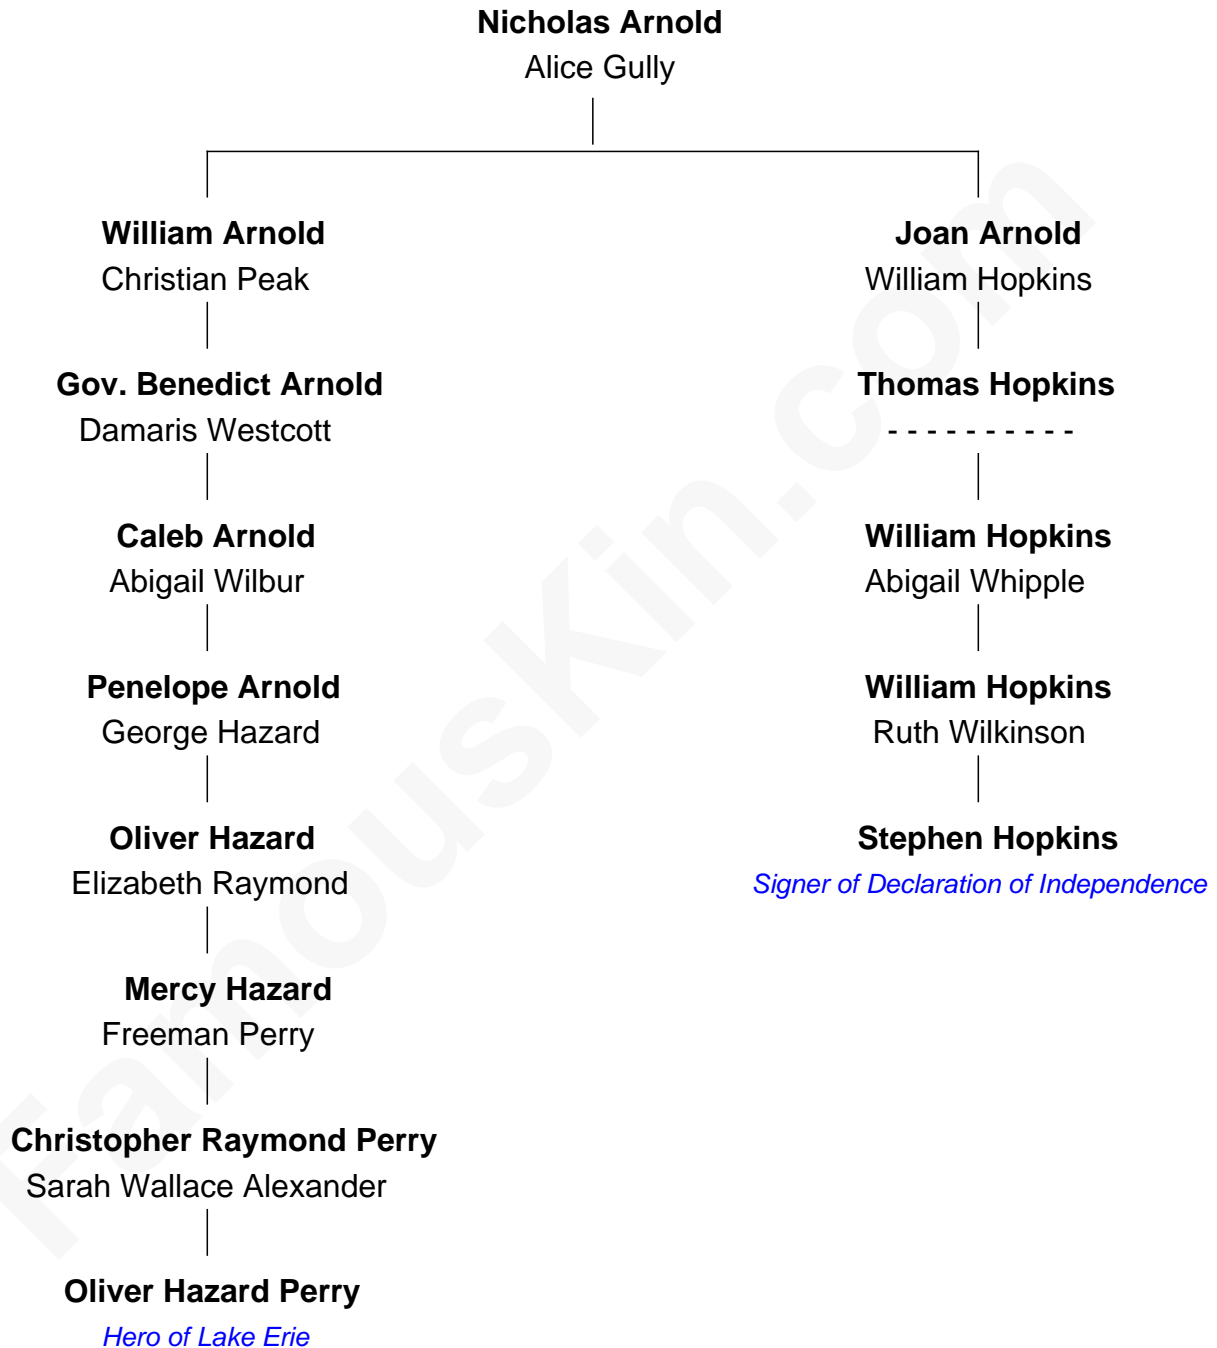 Nicholas Arnold
Alice Gully
William Arnold
Christian Peak
Gov. Benedict Arnold
Damaris Westcott
Caleb Arnold
Abigail Wilbur
Penelope Arnold
George Hazard
Oliver Hazard
Elizabeth Raymond
Mercy Hazard
Freeman Perry
Christopher Raymond Perry
Sarah Wallace Alexander
Oliver Hazard Perry
Hero of Lake Erie
Joan Arnold
William Hopkins
Thomas Hopkins
- - - - - - - - - -
William Hopkins
Abigail Whipple
William Hopkins
Ruth Wilkinson
Stephen Hopkins
Signer of Declaration of Independence
FamousKin.com